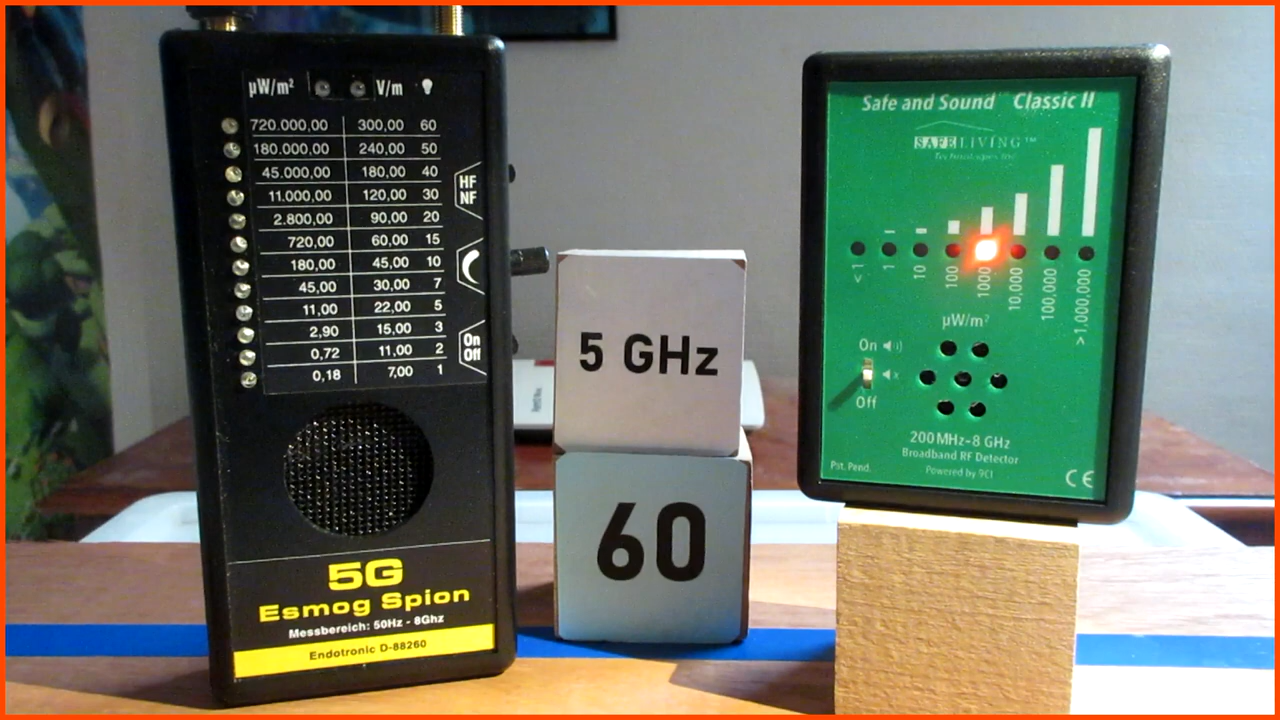 µW/m² V/m
720.000,00 300,00 60
180.000,00 240,00 50
45.000,00 180,00 40
11.000,00 120,00 30
2.800,00 90,00 20
720,00 60,00 15
180,00 45,00 10
45,00 30,00 7
11,00 22,00 5
2,90 15,00 3
0,72 11,00 2
0,18 7,00 1
HF
NF
On
Off
5G
Esmog Spion
Messbereich: 50Hz - 8Ghz
Endotronic D-88260
5 GHz
60
Safe and Sound Classic II
SAFELIVING™
Technologies Inc.
< 1
1
10
100
1000
10,000
100,000
> 1,000,000
µW/m²
On
Off
200 MHz-8 GHz
Broadband RF Detector
Pat. Pend.
Powered by 9CI
CE